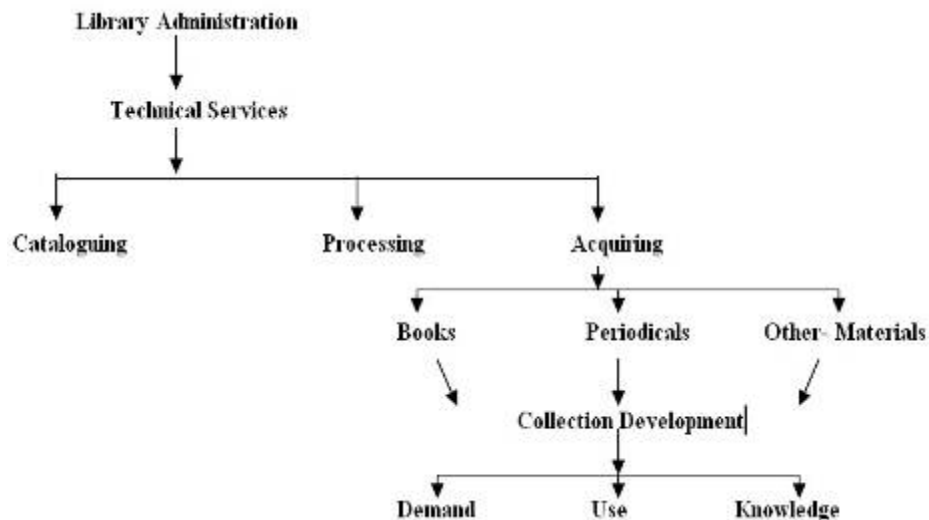 Library Administration
Technical Services
Cataloguing Processing Acquiring
Books Periodicals Other- Materials
Collection Development
Demand Use Knowledge